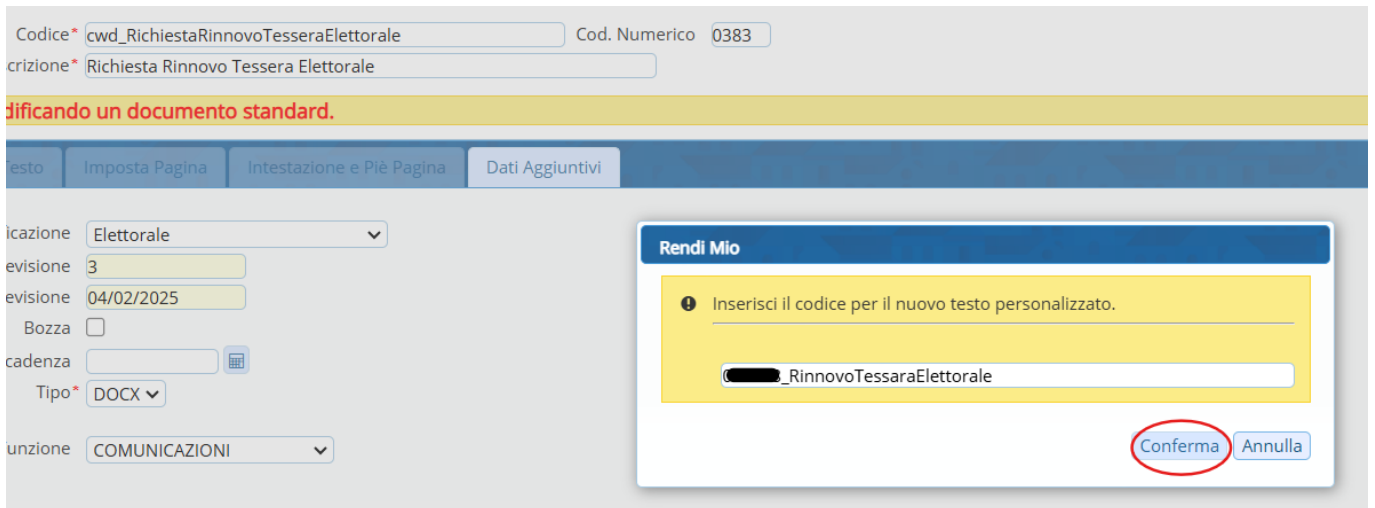 Codice* cwd_RichiestaRinnovoTesseraElettorale Cod. Numerico 0383
crizione* Richiesta Rinnovo Tessera Elettorale
dificando un documento standard.
Testo Imposta Pagina Intestazione e Piè Pagina Dati Aggiuntivi
icazione Elettorale
evisione 3
evisione 04/02/2025
Bozza
cadenza
Tipo* DOCX
unzione COMUNICAZIONI
Rendi Mio
Inserisci il codice per il nuovo testo personalizzato.
_RinnovoTessaraElettorale
Conferma Annulla